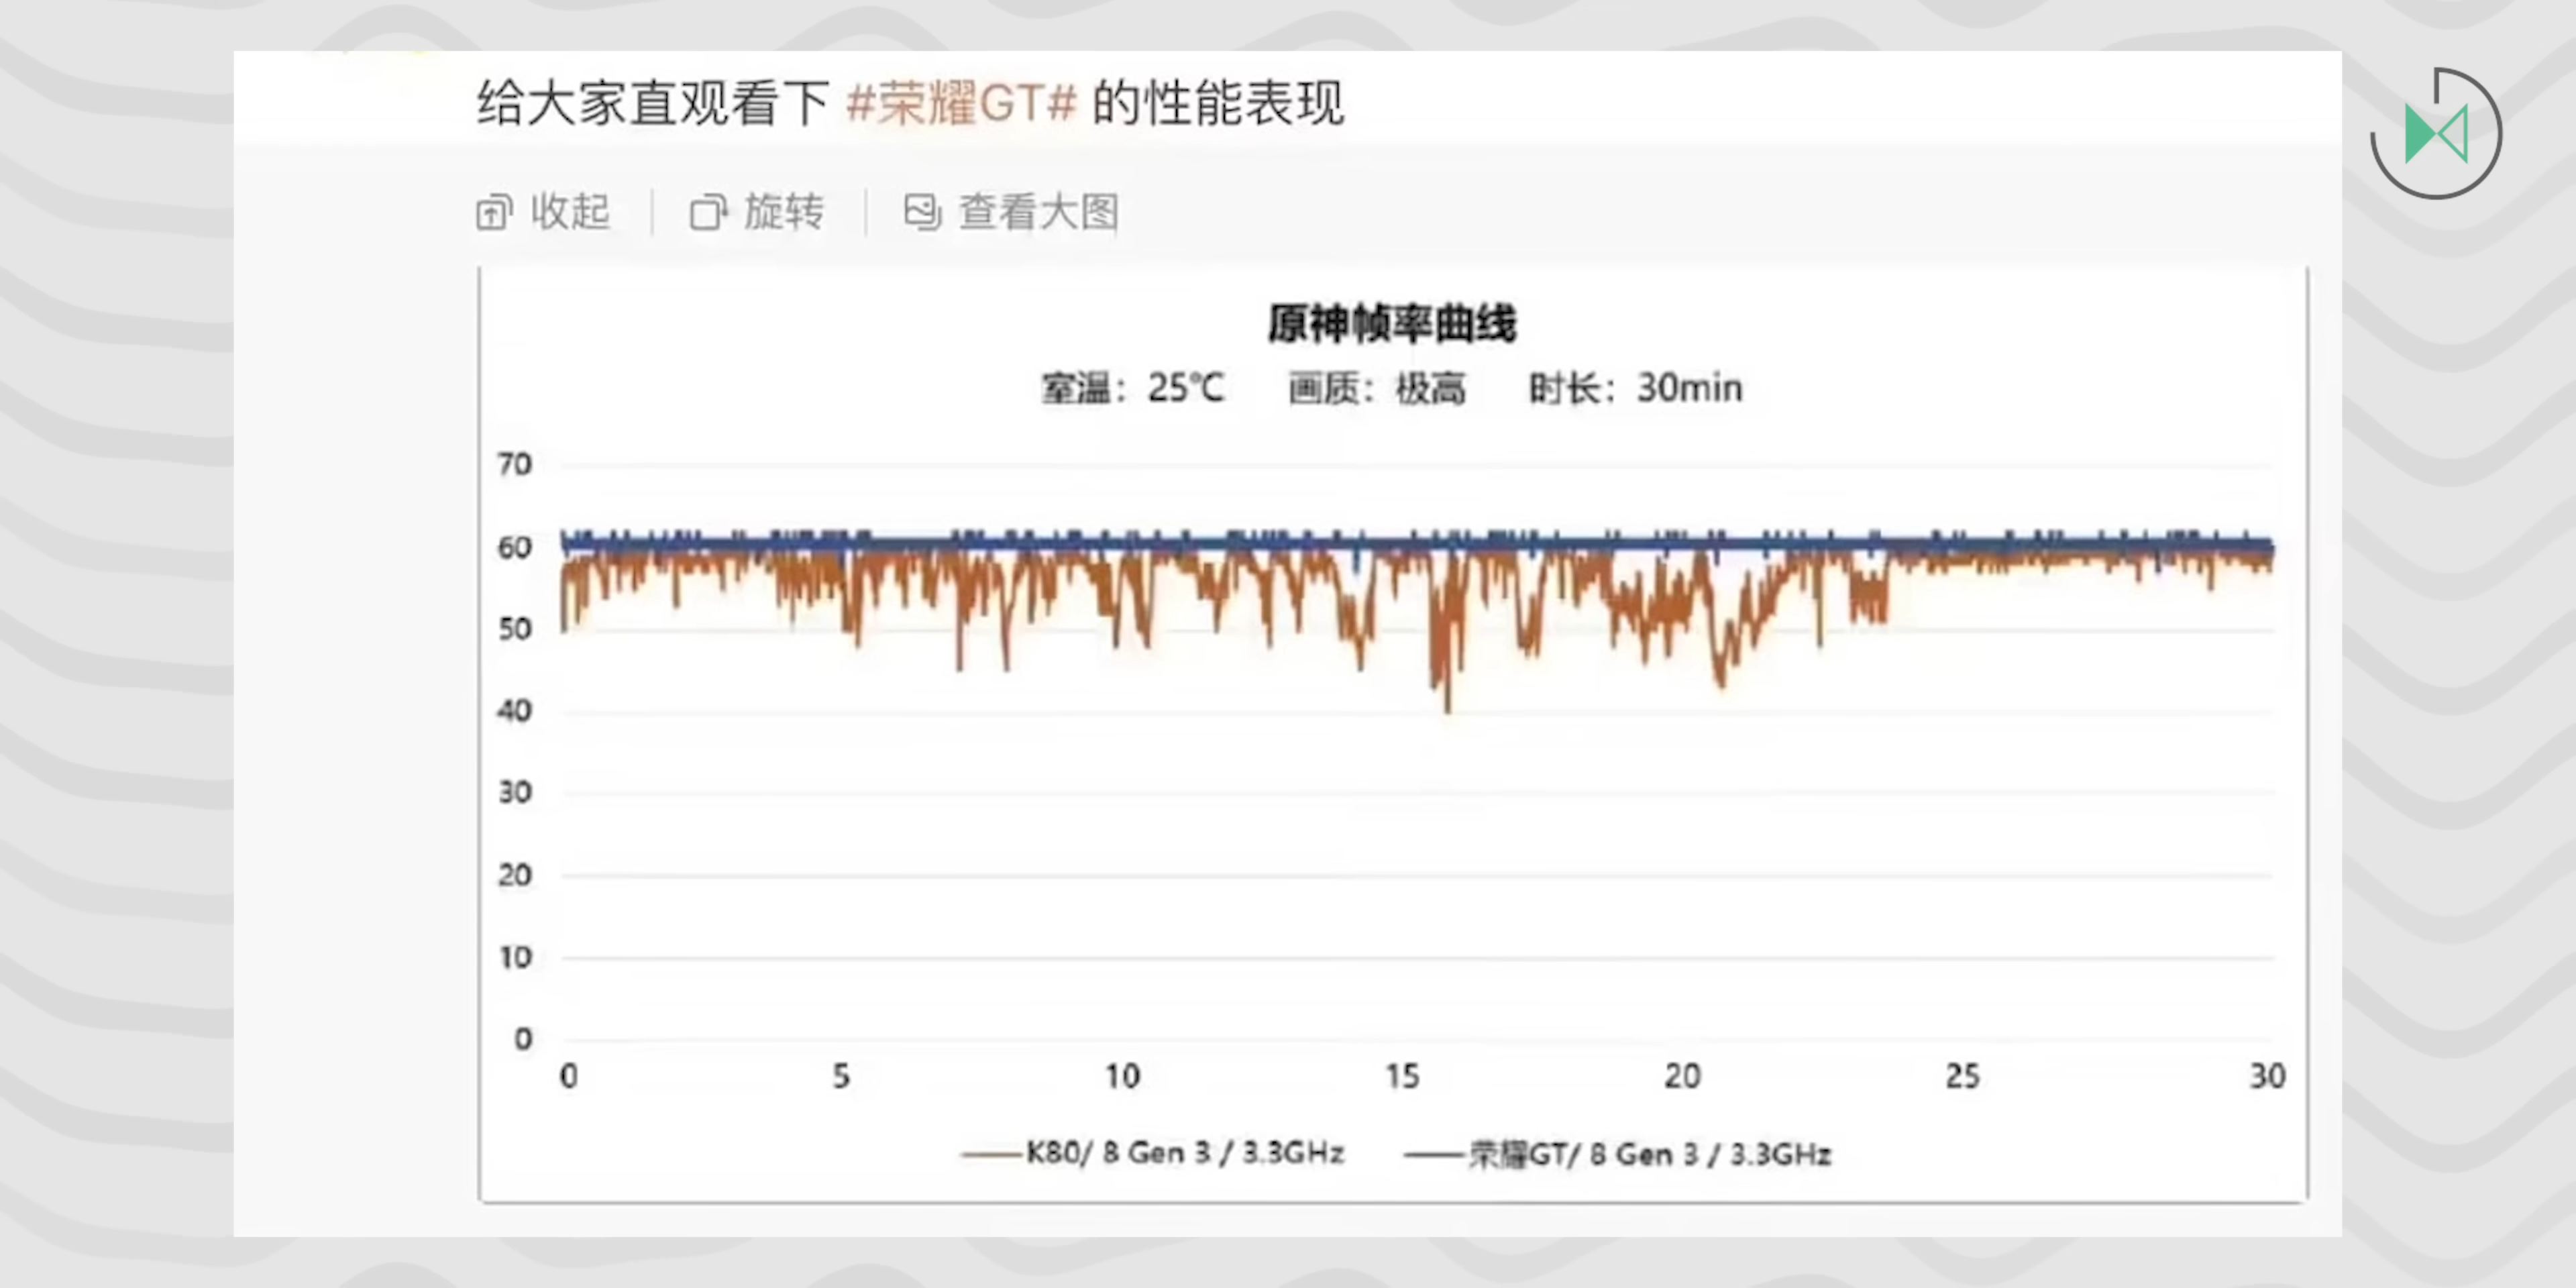 给大家直观看下 #荣耀GT# 的性能表现
收起 旋转 查看大图
原神帧率曲线
室温：25℃ 画质：极高 时长：30min
70
60
50
40
30
20
10
0
0 5 10 15 20 25 30
K80/ 8 Gen 3 / 3.3GHz 荣耀GT/ 8 Gen 3 / 3.3GHz